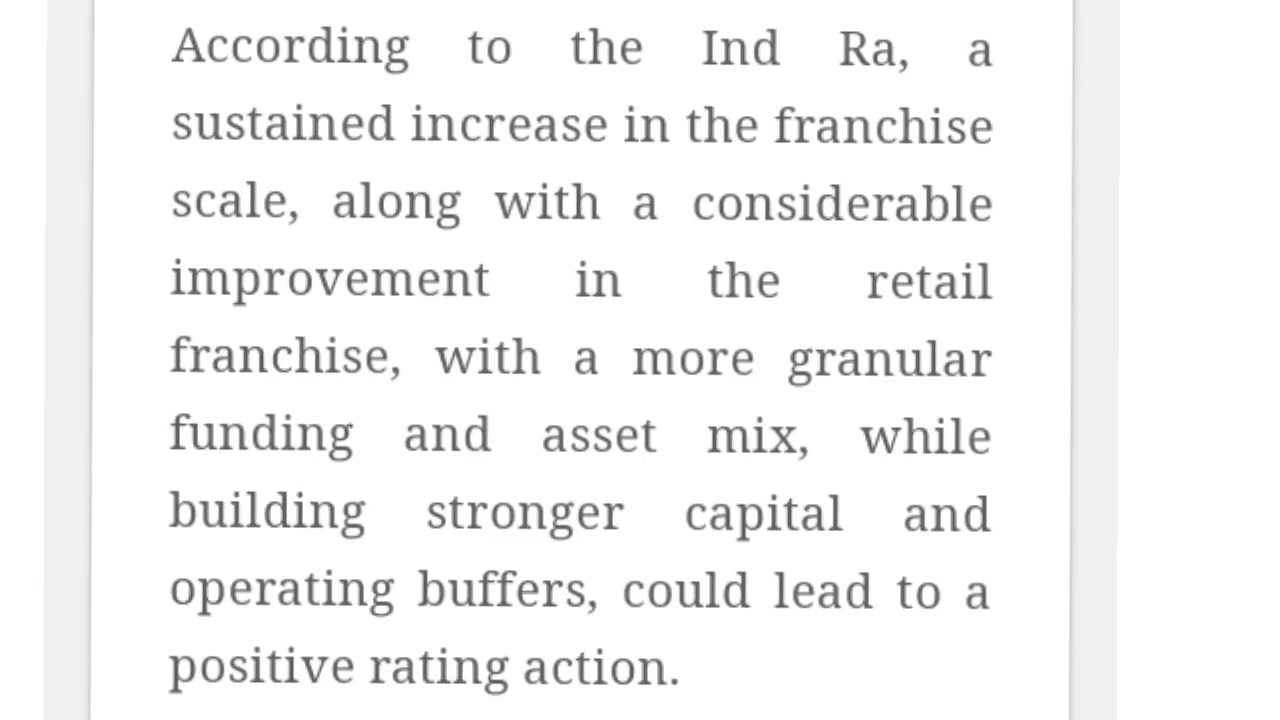 According to the Ind Ra, a
sustained increase in the franchise
scale, along with a considerable
improvement in the retail
franchise, with a more granular
funding and asset mix, while
building stronger capital and
operating buffers, could lead to a
positive rating action.